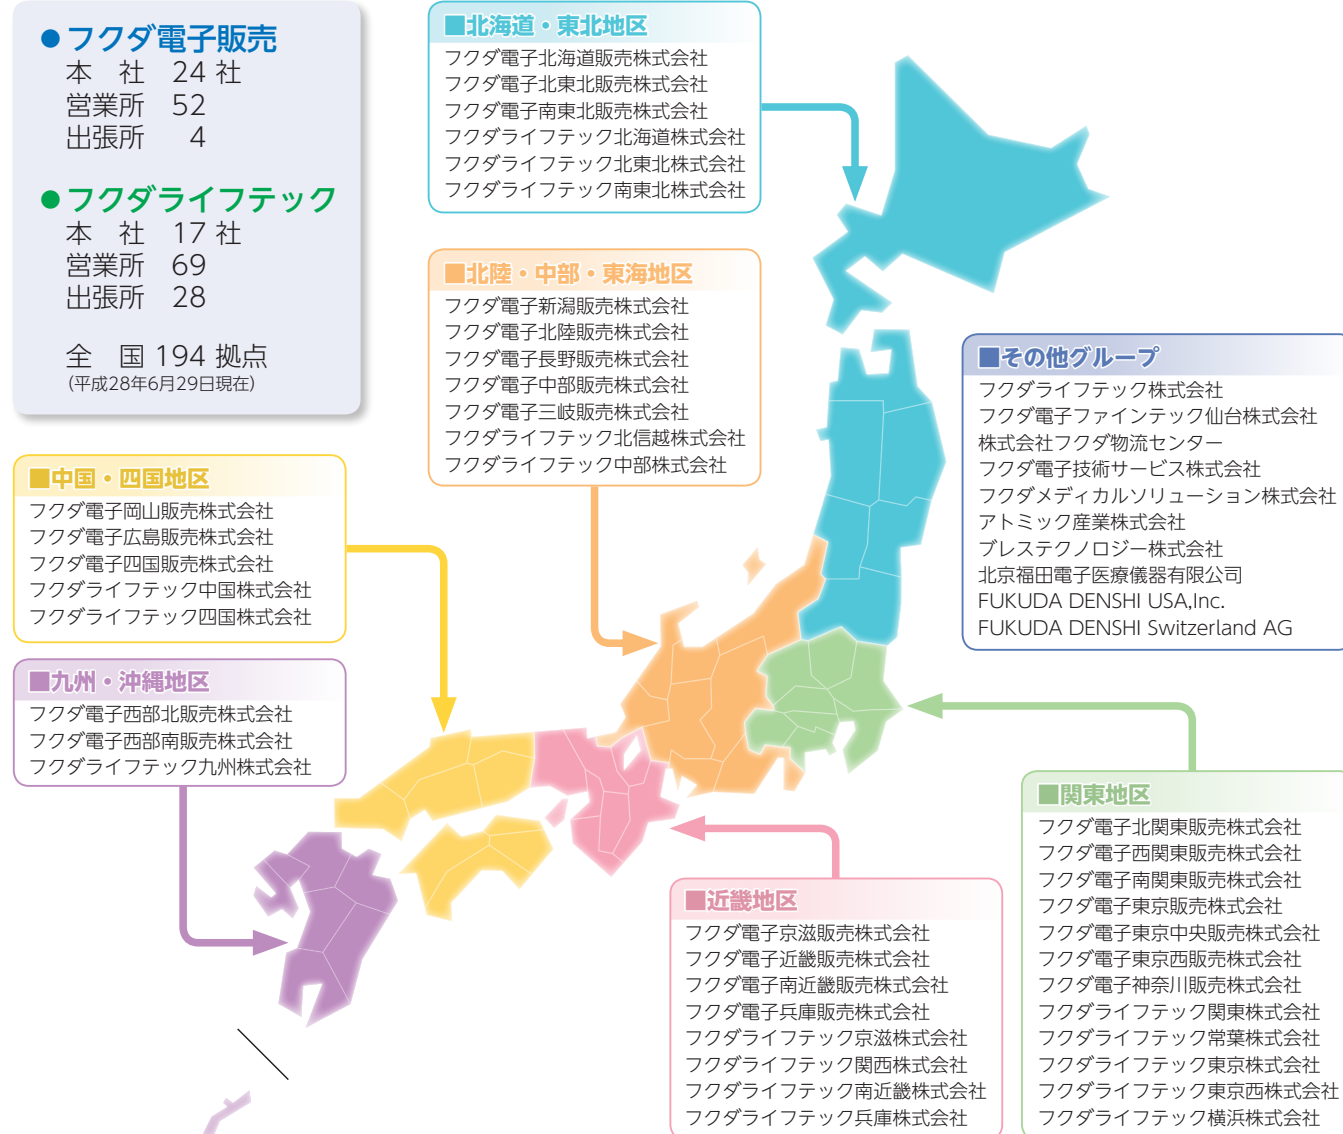 ●フクダ電子販売
本　社　24 社
営業所　52
出張所　4
●フクダライフテック
本　社　17 社
営業所　69
出張所　28
全　国 194 拠点
(平成28年6月29日現在)
■北海道・東北地区
フクダ電子北海道販売株式会社
フクダ電子北東北販売株式会社
フクダ電子南東北販売株式会社
フクダライフテック北海道株式会社
フクダライフテック北東北株式会社
フクダライフテック南東北株式会社
■北陸・中部・東海地区
フクダ電子新潟販売株式会社
フクダ電子北陸販売株式会社
フクダ電子長野販売株式会社
フクダ電子中部販売株式会社
フクダ電子三岐販売株式会社
フクダライフテック北信越株式会社
フクダライフテック中部株式会社
■その他グループ
フクダライフテック株式会社
フクダ電子ファインテック仙台株式会社
株式会社フクダ物流センター
フクダ電子技術サービス株式会社
フクダメディカルソリューション株式会社
アトミック産業株式会社
ブレステクノロジー株式会社
北京福田電子医療儀器有限公司
FUKUDA DENSHI USA,Inc.
FUKUDA DENSHI Switzerland AG
■中国・四国地区
フクダ電子岡山販売株式会社
フクダ電子広島販売株式会社
フクダ電子四国販売株式会社
フクダライフテック中国株式会社
フクダライフテック四国株式会社
■九州・沖縄地区
フクダ電子西部北販売株式会社
フクダ電子西部南販売株式会社
フクダライフテック九州株式会社
■近畿地区
フクダ電子京滋販売株式会社
フクダ電子近畿販売株式会社
フクダ電子南近畿販売株式会社
フクダ電子兵庫販売株式会社
フクダライフテック京滋株式会社
フクダライフテック関西株式会社
フクダライフテック南近畿株式会社
フクダライフテック兵庫株式会社
■関東地区
フクダ電子北関東販売株式会社
フクダ電子西関東販売株式会社
フクダ電子南関東販売株式会社
フクダ電子東京販売株式会社
フクダ電子東京中央販売株式会社
フクダ電子東京西販売株式会社
フクダ電子神奈川販売株式会社
フクダライフテック関東株式会社
フクダライフテック常葉株式会社
フクダライフテック東京株式会社
フクダライフテック東京西株式会社
フクダライフテック横浜株式会社